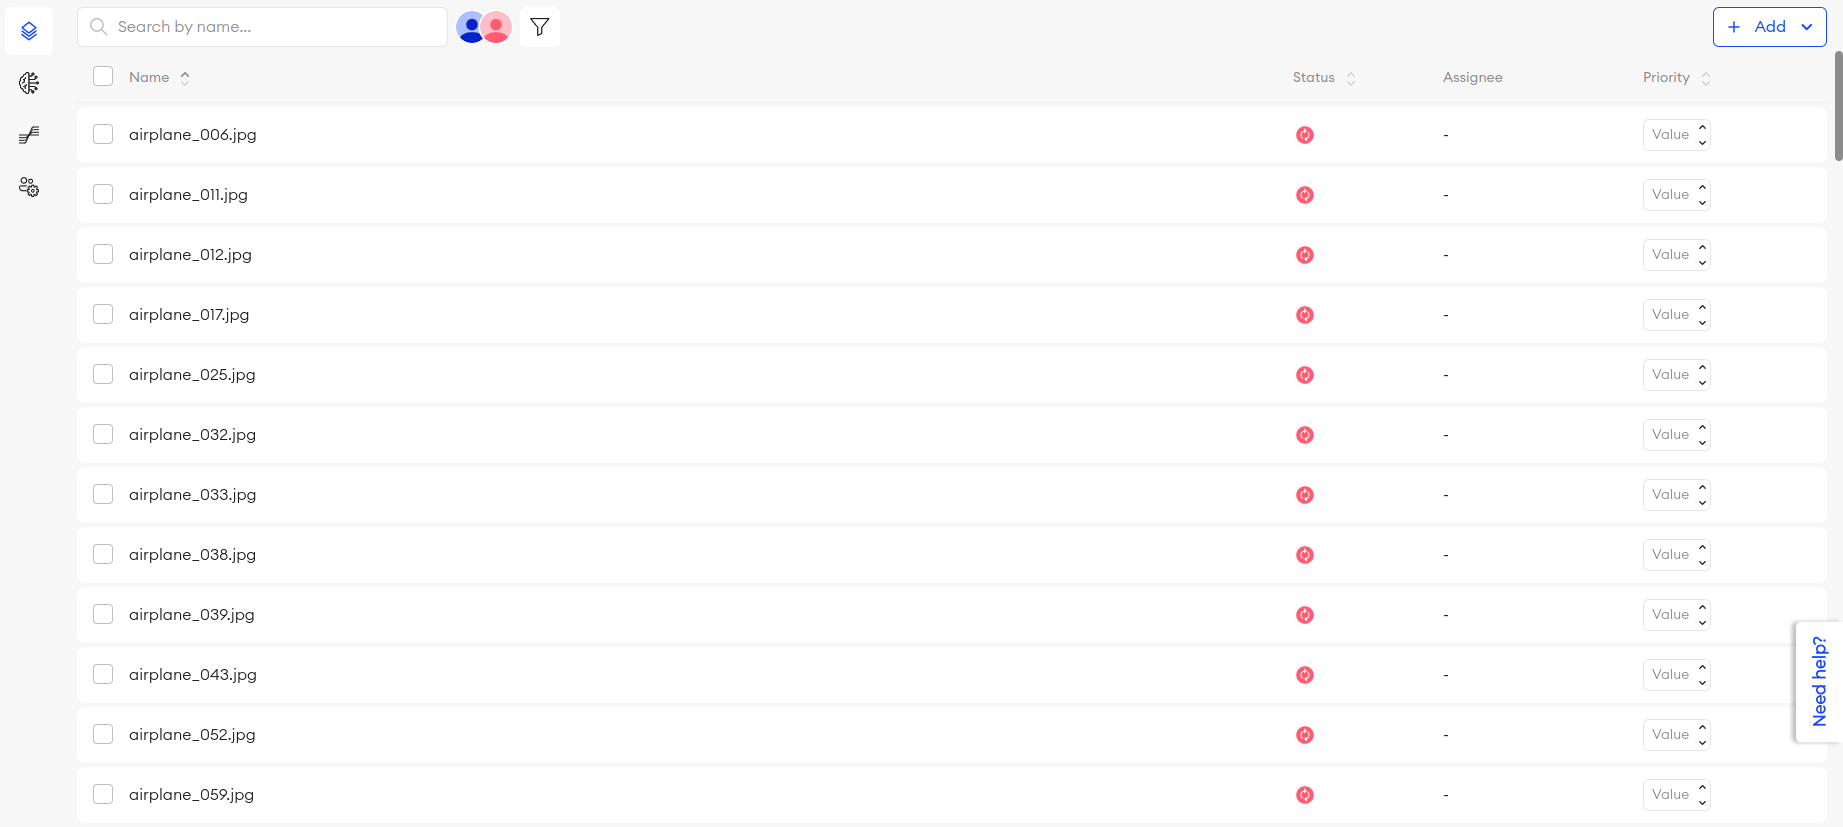 Search by name...
Add
Name Status Assignee Priority
airplane_006.jpg - Value
airplane_011.jpg - Value
airplane_012.jpg - Value
airplane_017.jpg - Value
airplane_025.jpg - Value
airplane_032.jpg - Value
airplane_033.jpg - Value
airplane_038.jpg - Value
airplane_039.jpg - Value
airplane_043.jpg - Value
airplane_052.jpg - Value
airplane_059.jpg - Value
Need help?